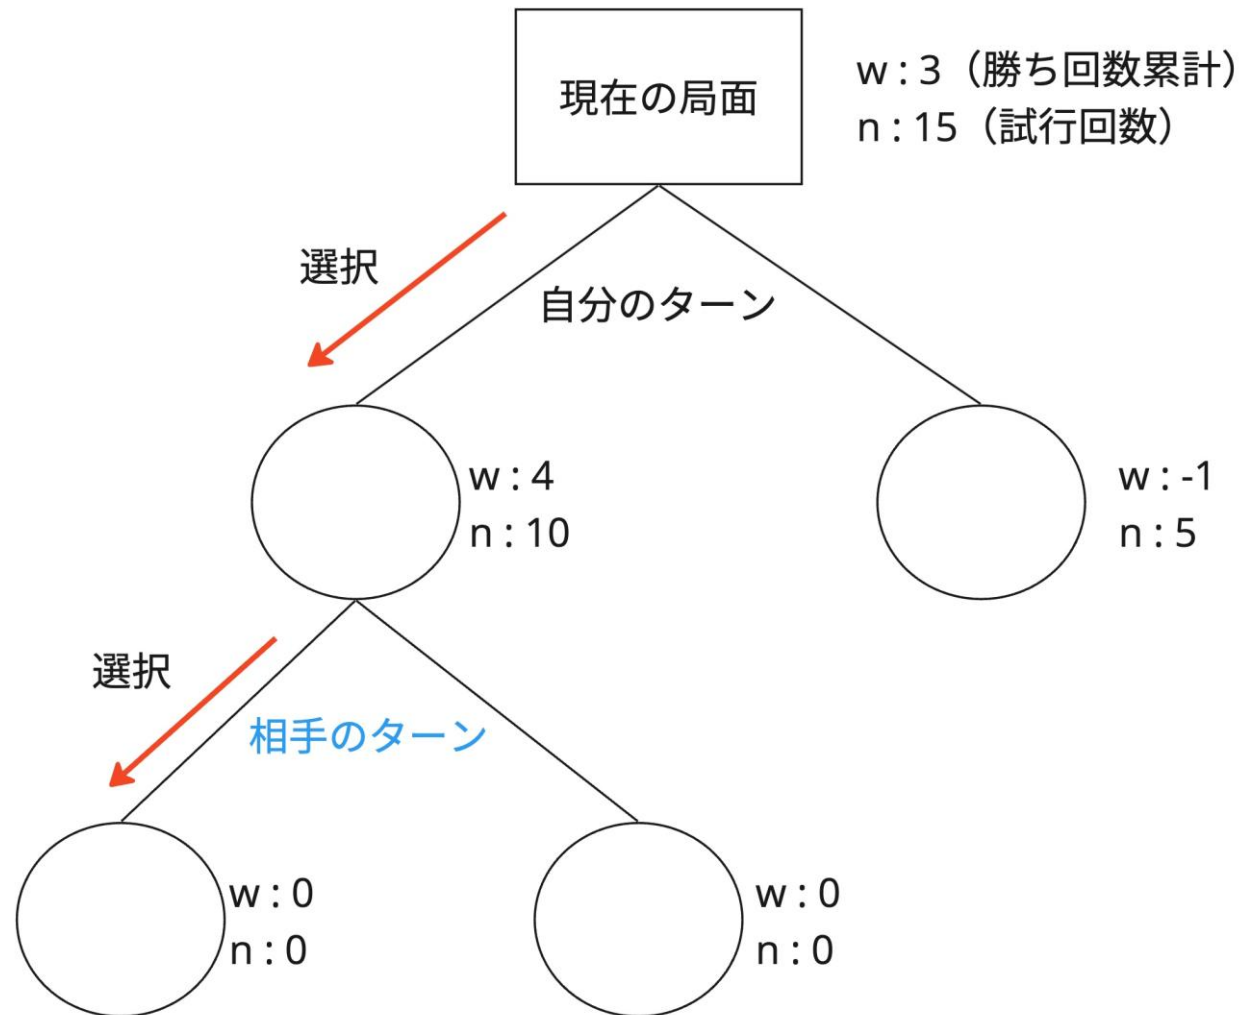 現在の局面
w : 3（勝ち回数累計）
n : 15（試行回数）
選択
自分のターン
w : 4
n : 10
w : -1
n : 5
選択
相手のターン
w : 0
n : 0
w : 0
n : 0